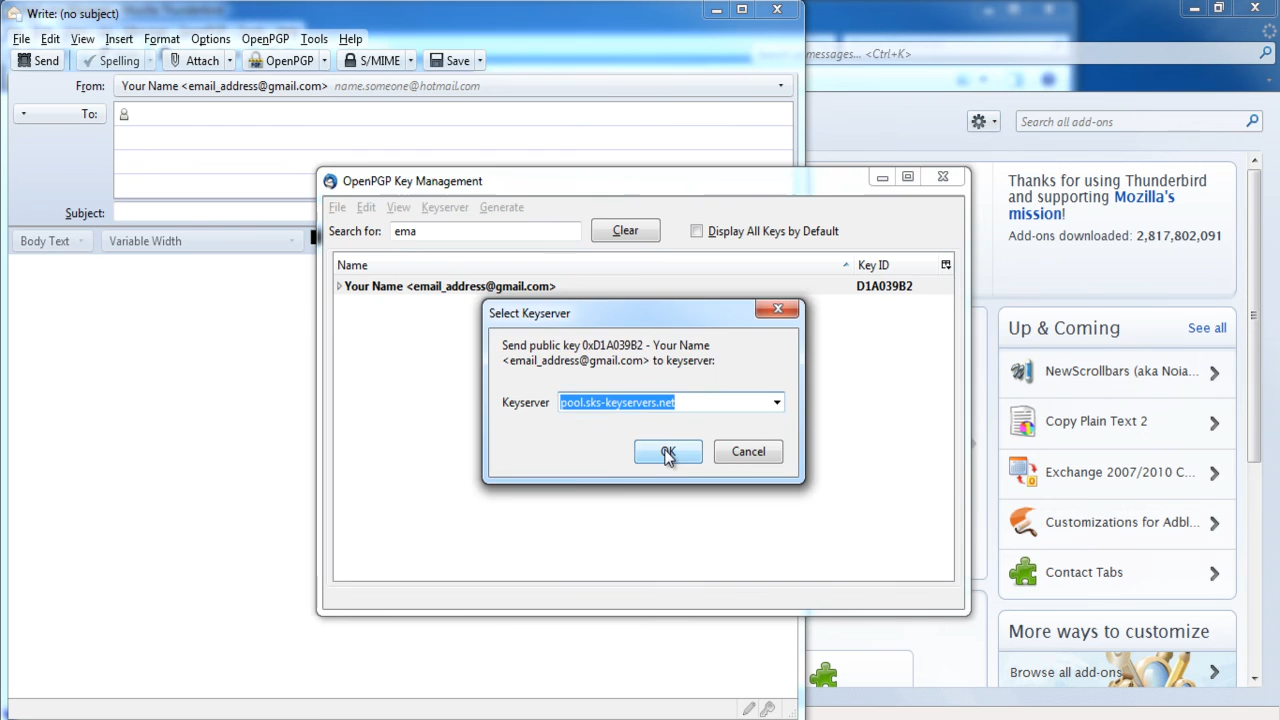 Write: (no subject)
File Edit View Insert Format Options OpenPGP Tools Help
Send Spelling Attach OpenPGP S/MIME Save
From: Your Name <email_address@gmail.com> name.someone@hotmail.com
To:
Subject:
Body Text Variable Width
messages... <Ctrl+K>
Search all add-ons
OpenPGP Key Management
File Edit View Keyserver Generate
Search for: ema Clear Display All Keys by Default
Name Key ID
Your Name <email_address@gmail.com> D1A039B2
Select Keyserver
Send public key 0xD1A039B2 - Your Name
<email_address@gmail.com> to keyserver:
Keyserver pool.sks-keyservers.net
OK Cancel
Thanks for using Thunderbird
and supporting Mozilla's
mission!
Add-ons downloaded: 2,817,802,091
Up & Coming See all
NewScrollbars (aka Noia...
Copy Plain Text 2
Exchange 2007/2010 C...
Customizations for Adbl...
Contact Tabs
More ways to customize
Browse all add-ons